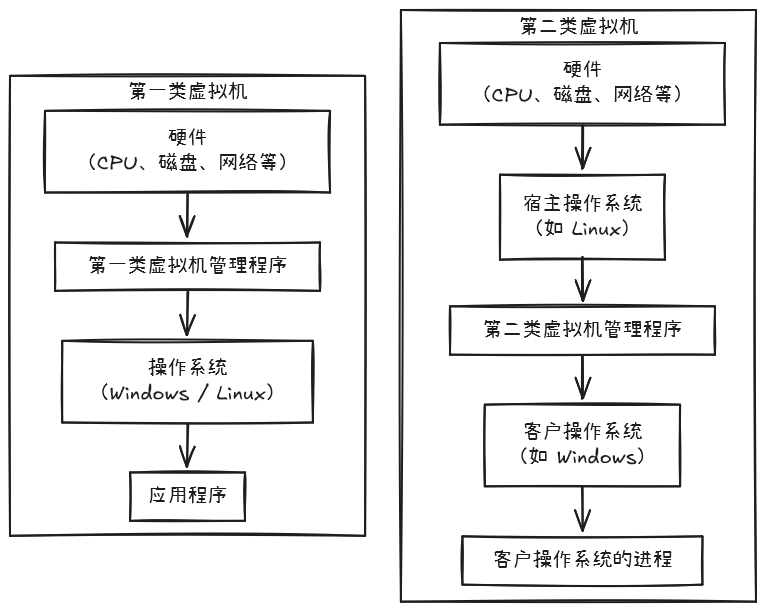 第一类虚拟机
硬件
（CPU、磁盘、网络等）
第一类虚拟机管理程序
操作系统
（Windows / Linux）
应用程序
第二类虚拟机
硬件
（CPU、磁盘、网络等）
宿主操作系统
（如 Linux）
第二类虚拟机管理程序
客户操作系统
（如 Windows）
客户操作系统的进程